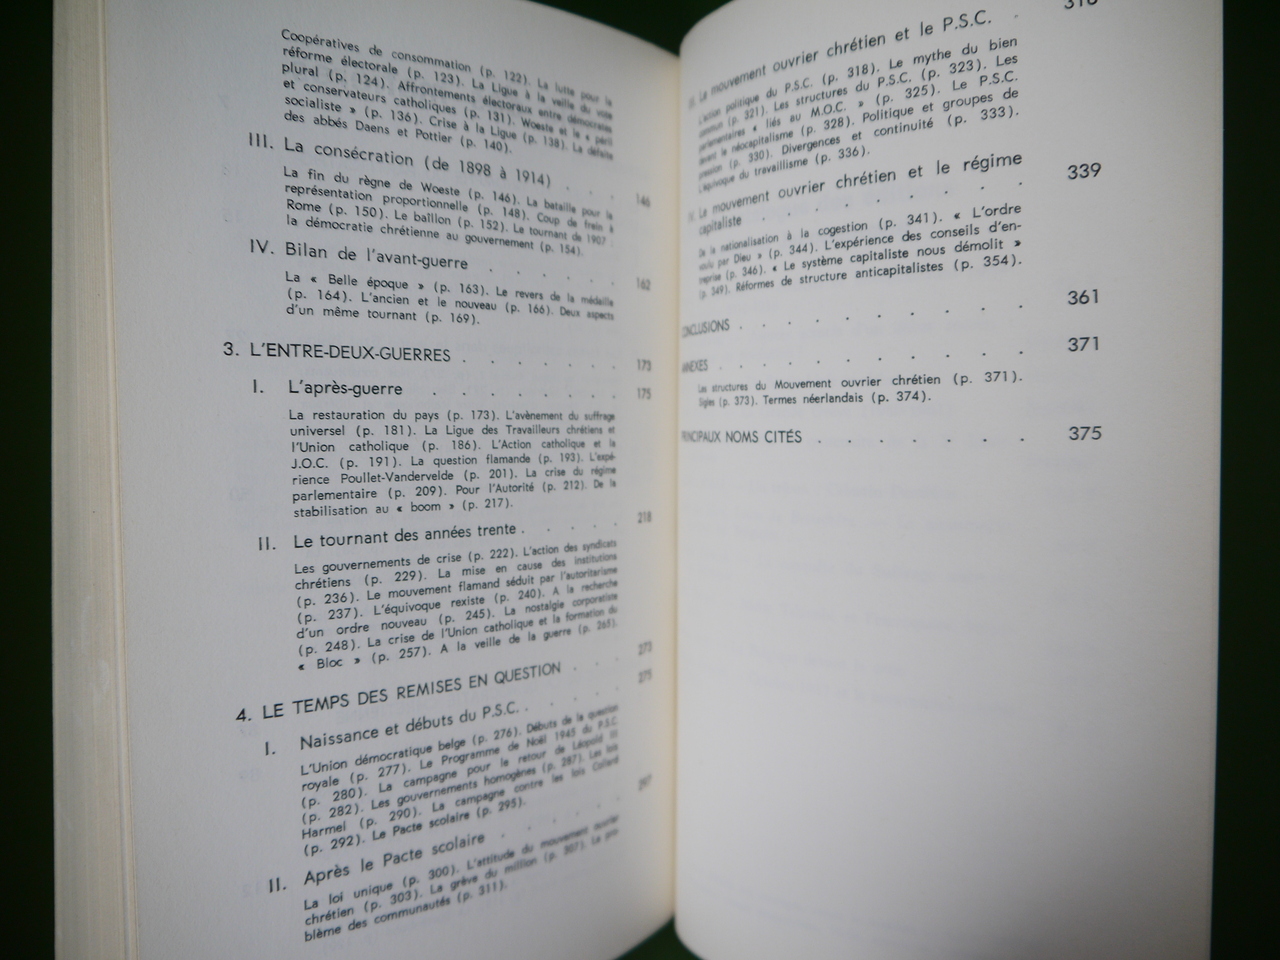 Coopératives de consommation (p. 122). La lutte pour la
réforme électorale (p. 123). La Ligue à la veille du vote
plural (p. 124). Affrontements électoraux entre démocrates
et conservateurs catholiques (p. 131). Woeste et le « péril
socialiste » (p. 136). Crise à la Ligue (p. 138). La défaite
des abbés Daens et Pottier (p. 140).
III. La consécration (de 1898 à 1914) . . . 146
La fin du règne de Woeste (p. 146). La bataille pour la
représentation proportionnelle (p. 148). Coup de frein à
Rome (p. 150). Le bâillon (p. 152). Le tournant de 1907 :
la démocratie chrétienne au gouvernement (p. 154).
IV. Bilan de l'avant-guerre . . . . . . 162
La « Belle époque » (p. 163). Le revers de la médaille
(p. 164). L'ancien et le nouveau (p. 166). Deux aspects
d'un même tournant (p. 169).
3. L'ENTRE-DEUX-GUERRES . . . . . . 173
I. L'après-guerre . . . . . . . 175
La restauration du pays (p. 173). L'avènement du suffrage
universel (p. 181). La Ligue des Travailleurs chrétiens et
l'Union catholique (p. 186). L'Action catholique et la
J.O.C. (p. 191). La question flamande (p. 193). L'expé-
rience Poullet-Vandervelde (p. 201). La crise du régime
parlementaire (p. 209). Pour l'Autorité (p. 212). De la
stabilisation au « boom » (p. 217).
II. Le tournant des années trente . . . . . 218
Les gouvernements de crise (p. 222). L'action des syndicats
chrétiens (p. 229). La mise en cause des institutions
(p. 236). Le mouvement flamand séduit par l'autoritarisme
(p. 237). L'équivoque rexiste (p. 240). A la recherche
d'un ordre nouveau (p. 245). La nostalgie corporatiste
(p. 248). La crise de l'Union catholique et la formation du
« Bloc » (p. 257). A la veille de la guerre (p. 265).
4. LE TEMPS DES REMISES EN QUESTION . . . 273
I. Naissance et débuts du P.S.C. . . . . 275
L'Union démocratique belge (p. 276). Débuts de la question
royale (p. 277). Le Programme de Noël 1945 du P.S.C.
(p. 280). La campagne pour le retour de Léopold III
(p. 282). Les gouvernements homogènes (p. 287). Les lois
Harmel (p. 290). La campagne contre les lois Collard
(p. 292). Le Pacte scolaire (p. 295).
II. Après le Pacte scolaire . . . . . 297
La loi unique (p. 300). L'attitude du mouvement ouvrier
chrétien (p. 303). La grève du million (p. 307). Le pro
blème des communautés (p. 311).
III. Le mouvement ouvrier chrétien et le P.S.C. . 318
L'action politique du P.S.C. (p. 318). Le mythe du bien
commun (p. 321). Les structures du P.S.C. (p. 323). Les
parlementaires « liés au M.O.C. » (p. 325). Le P.S.C.
devant le néocapitalisme (p. 328). Politique et groupes de
pression (p. 330). Divergences et continuité (p. 333).
L'équivoque du travaillisme (p. 336).
IV. Le mouvement ouvrier chrétien et le régime
capitaliste . . . . . . . . . 339
De la nationalisation à la cogestion (p. 341). « L'ordre
voulu par Dieu » (p. 344). L'expérience des conseils d'en-
treprise (p. 346). « Le système capitaliste nous démolit »
(p. 349). Réformes de structure anticapitalistes (p. 354).
CONCLUSIONS . . . . . . . . . 361
ANNEXES . . . . . . . . . . 371
Les structures du Mouvement ouvrier chrétien (p. 371).
Sigles (p. 373). Termes néerlandais (p. 374).
PRINCIPAUX NOMS CITÉS . . . . . . . 375